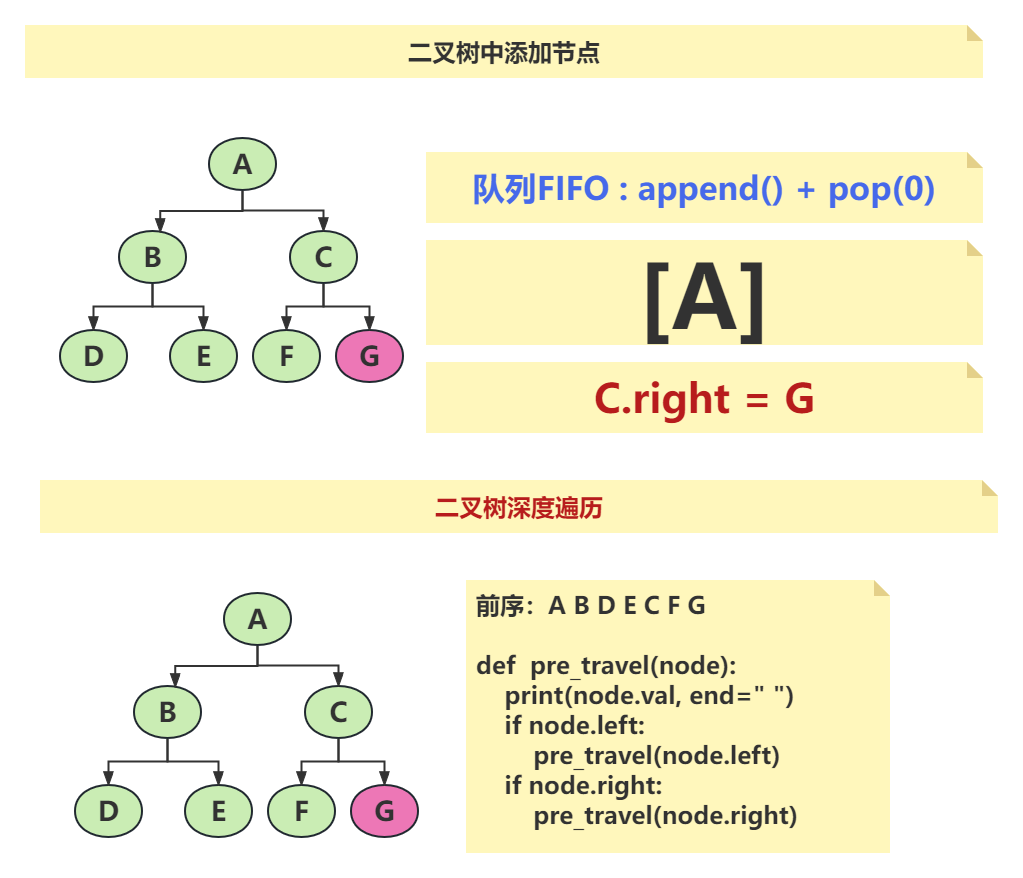 二叉树中添加节点
A
B
C
D
E
F
G
队列FIFO : append() + pop(0)
[A]
C.right = G
二叉树深度遍历
A
B
C
D
E
F
G
前序：A B D E C F G
def  pre_travel(node):
    print(node.val, end=" ")
    if node.left:
        pre_travel(node.left)
    if node.right:
        pre_travel(node.right)